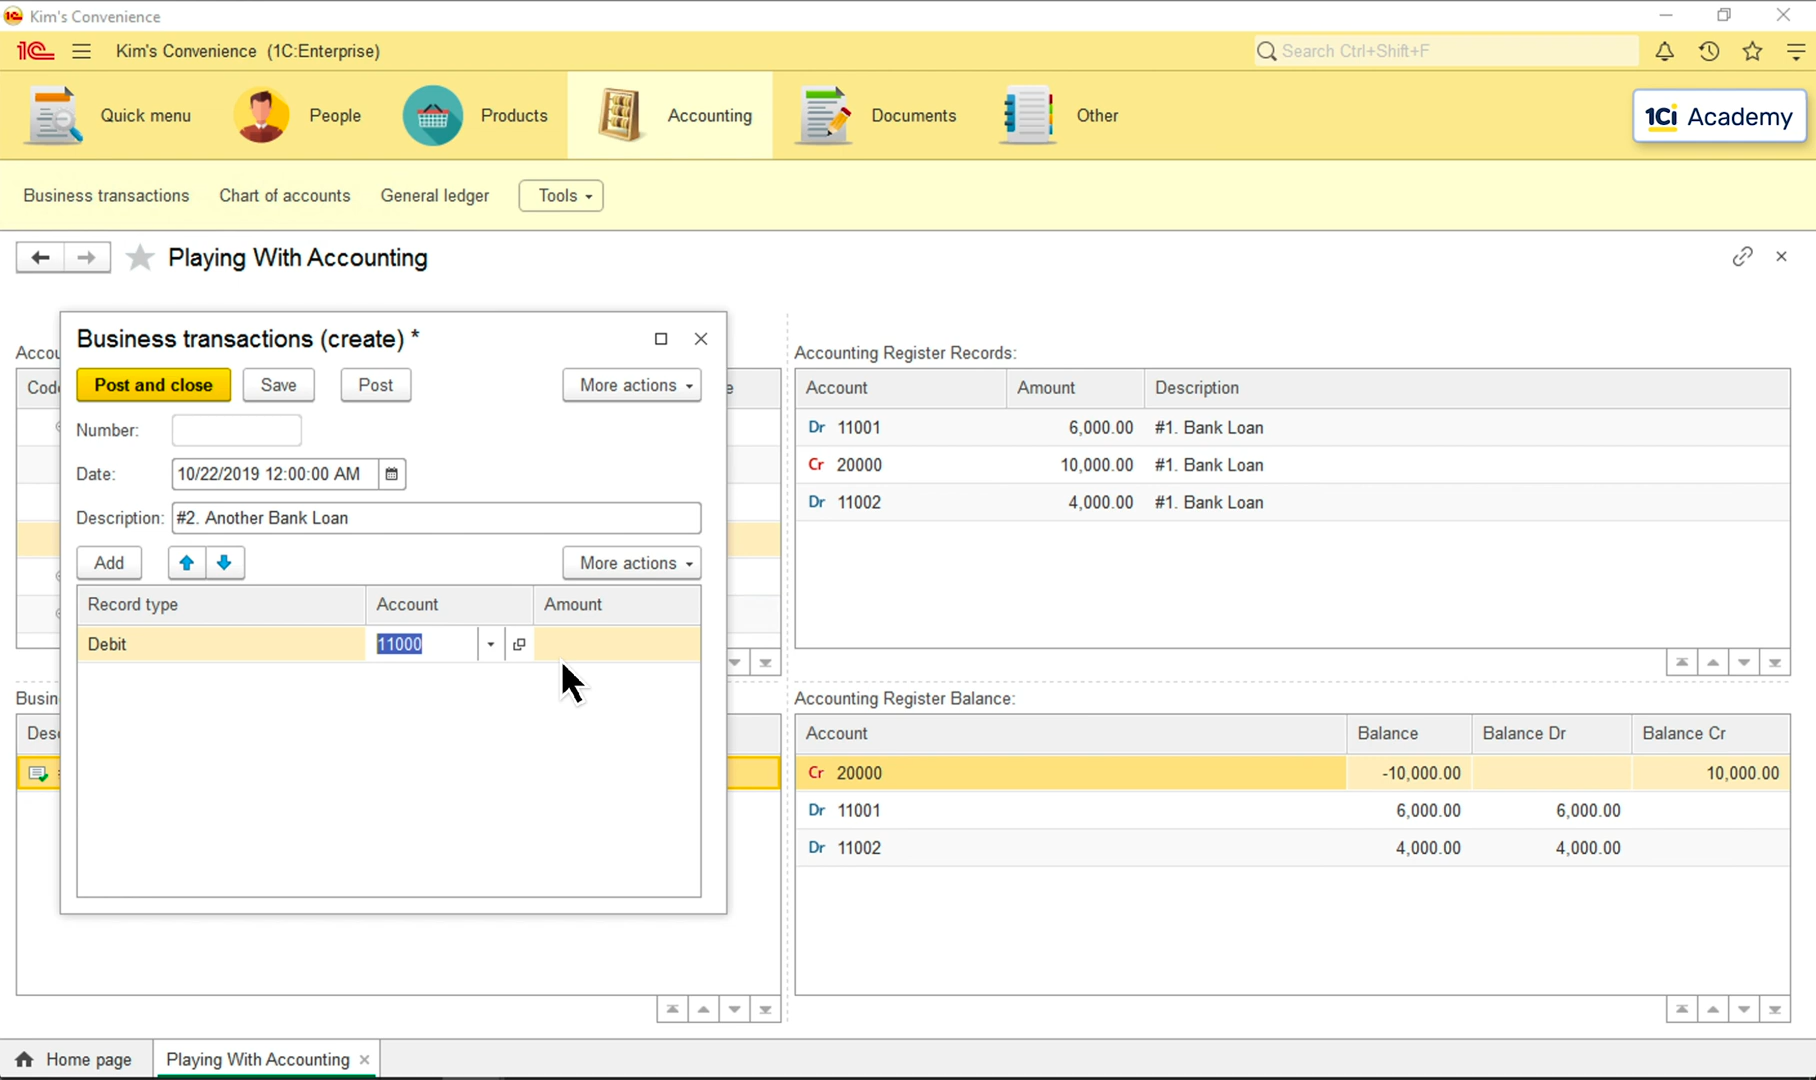 Kim's Convenience
Kim's Convenience (1C:Enterprise)
Search Ctrl+Shift+F
Quick menu
People
Products
Accounting
Documents
Other
1Ci Academy
Business transactions
Chart of accounts
General ledger
Tools
Playing With Accounting
Business transactions (create) *
Post and close
Save
Post
More actions
Number:
Date: 10/22/2019 12:00:00 AM
Description: #2. Another Bank Loan
Add
More actions
Record type Account Amount
Debit 11000
Accounting Register Records:
Account Amount Description
Dr 11001 6,000.00 #1. Bank Loan
Cr 20000 10,000.00 #1. Bank Loan
Dr 11002 4,000.00 #1. Bank Loan
Accounting Register Balance:
Account Balance Balance Dr Balance Cr
Cr 20000 -10,000.00 10,000.00
Dr 11001 6,000.00 6,000.00
Dr 11002 4,000.00 4,000.00
Home page
Playing With Accounting